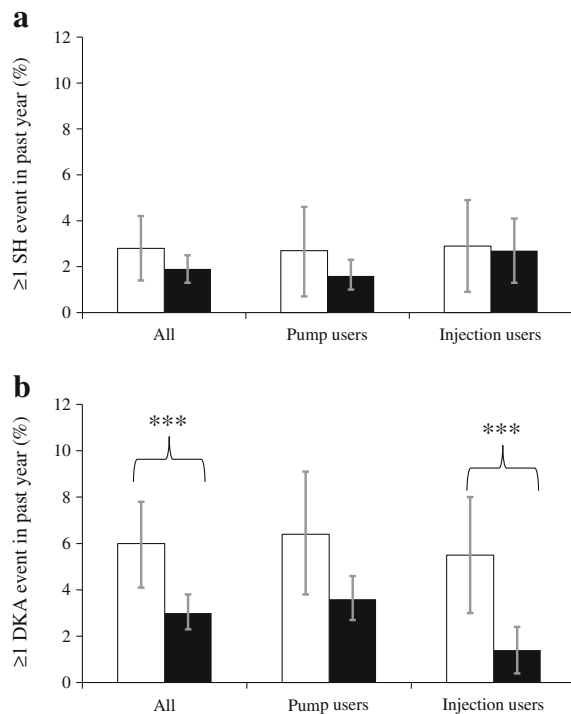 a
≥1 SH event in past year (%)
12
10
8
6
4
2
0
All Pump users Injection users
b
≥1 DKA event in past year (%)
12
10
8
6
4
2
0
*** ***
All Pump users Injection users